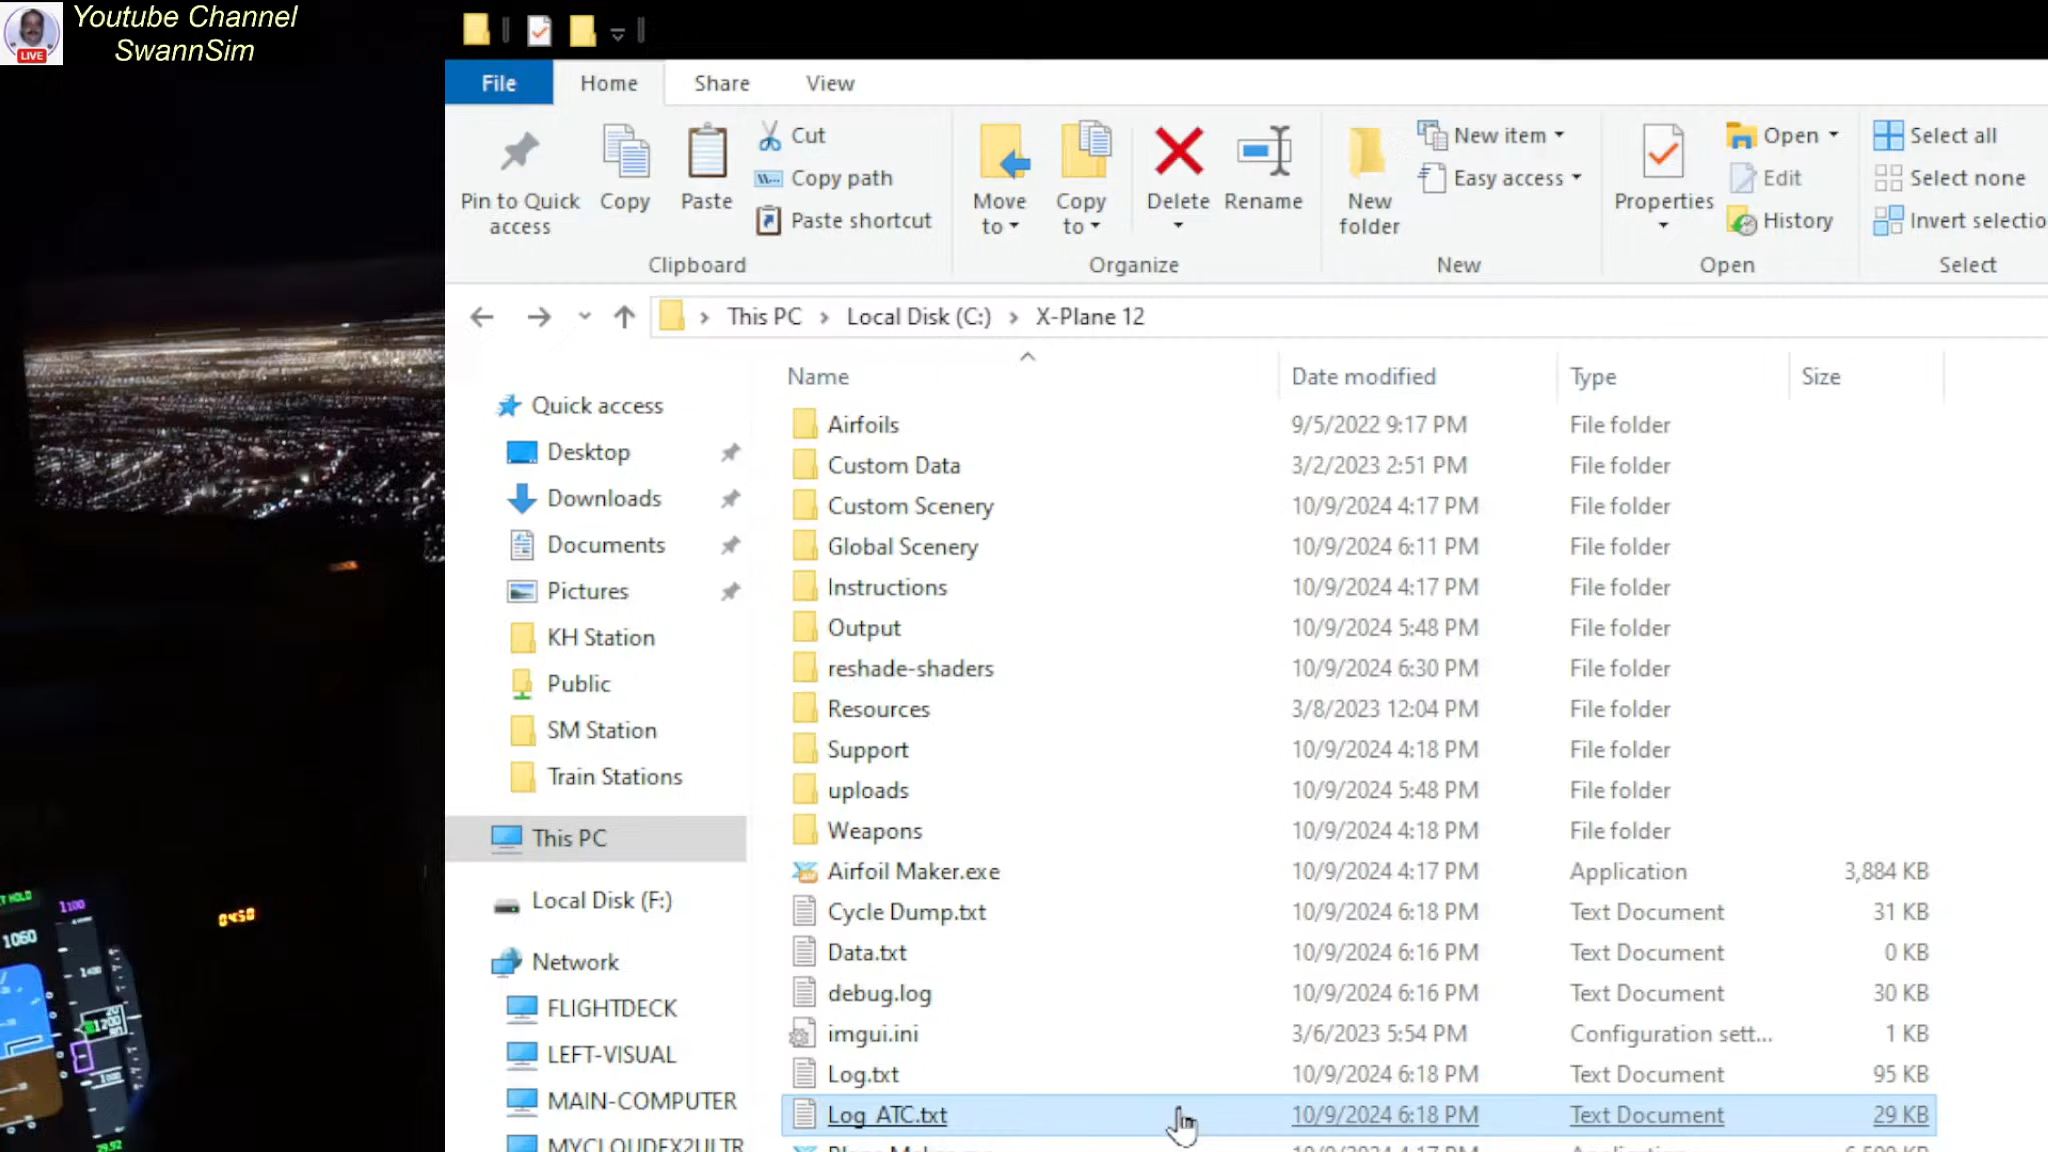 Youtube Channel
SwannSim
LIVE
File
Home
Share
View
Pin to Quick
access
Copy
Paste
Cut
Copy path
Paste shortcut
Clipboard
Move
to
Copy
to
Delete
Rename
Organize
New
folder
New item
Easy access
New
Properties
Open
Edit
History
Open
Select all
Select none
Invert selectio
Select
This PC
Local Disk (C:)
X-Plane 12
Name
Date modified
Type
Size
Quick access
Desktop
Downloads
Documents
Pictures
KH Station
Public
SM Station
Train Stations
This PC
Local Disk (F:)
Network
FLIGHTDECK
LEFT-VISUAL
MAIN-COMPUTER
MYCLOUDEX2ULTR
Airfoils 9/5/2022 9:17 PM File folder
Custom Data 3/2/2023 2:51 PM File folder
Custom Scenery 10/9/2024 4:17 PM File folder
Global Scenery 10/9/2024 6:11 PM File folder
Instructions 10/9/2024 4:17 PM File folder
Output 10/9/2024 5:48 PM File folder
reshade-shaders 10/9/2024 6:30 PM File folder
Resources 3/8/2023 12:04 PM File folder
Support 10/9/2024 4:18 PM File folder
uploads 10/9/2024 5:48 PM File folder
Weapons 10/9/2024 4:18 PM File folder
Airfoil Maker.exe 10/9/2024 4:17 PM Application 3,884 KB
Cycle Dump.txt 10/9/2024 6:18 PM Text Document 31 KB
Data.txt 10/9/2024 6:16 PM Text Document 0 KB
debug.log 10/9/2024 6:16 PM Text Document 30 KB
imgui.ini 3/6/2023 5:54 PM Configuration sett... 1 KB
Log.txt 10/9/2024 6:18 PM Text Document 95 KB
Log_ATC.txt 10/9/2024 6:18 PM Text Document 29 KB
HOLD
1100
1060
0450
1400
1200
1000
29.92